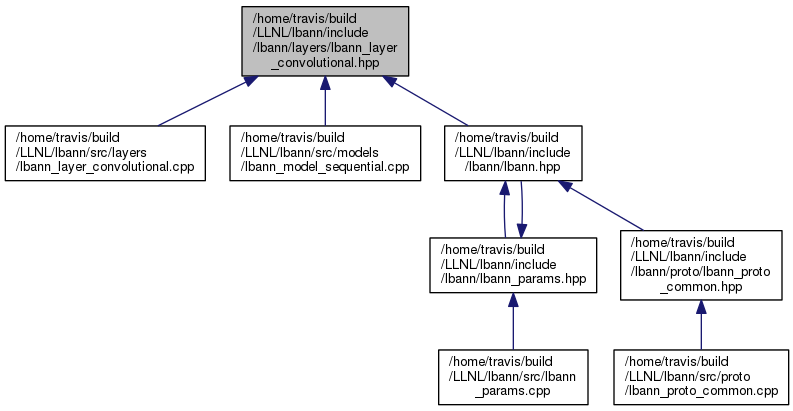 /home/travis/build
/LLNL/lbann/include
/lbann/layers/lbann_layer
_convolutional.hpp
/home/travis/build
/LLNL/lbann/src/layers
/lbann_layer_convolutional.cpp
/home/travis/build
/LLNL/lbann/src/models
/lbann_model_sequential.cpp
/home/travis/build
/LLNL/lbann/include
/lbann/lbann.hpp
/home/travis/build
/LLNL/lbann/include
/lbann/lbann_params.hpp
/home/travis/build
/LLNL/lbann/include
/lbann/proto/lbann_proto
_common.hpp
/home/travis/build
/LLNL/lbann/src/lbann
_params.cpp
/home/travis/build
/LLNL/lbann/src/proto
/lbann_proto_common.cpp